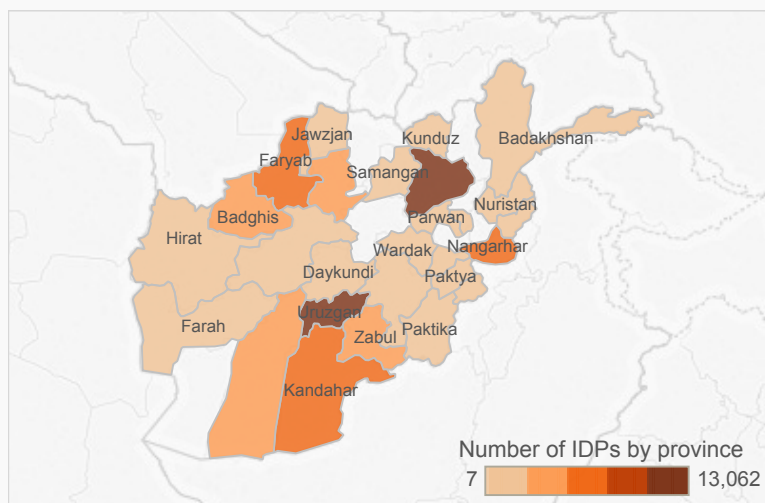 Jawzjan
Kunduz
Badakhshan
Faryab
Samangan
Nuristan
Badghis
Parwan
Hirat
Wardak
Nangarhar
Daykundi
Paktya
Uruzgan
Farah
Zabul
Paktika
Kandahar
Number of IDPs by province
7 13,062